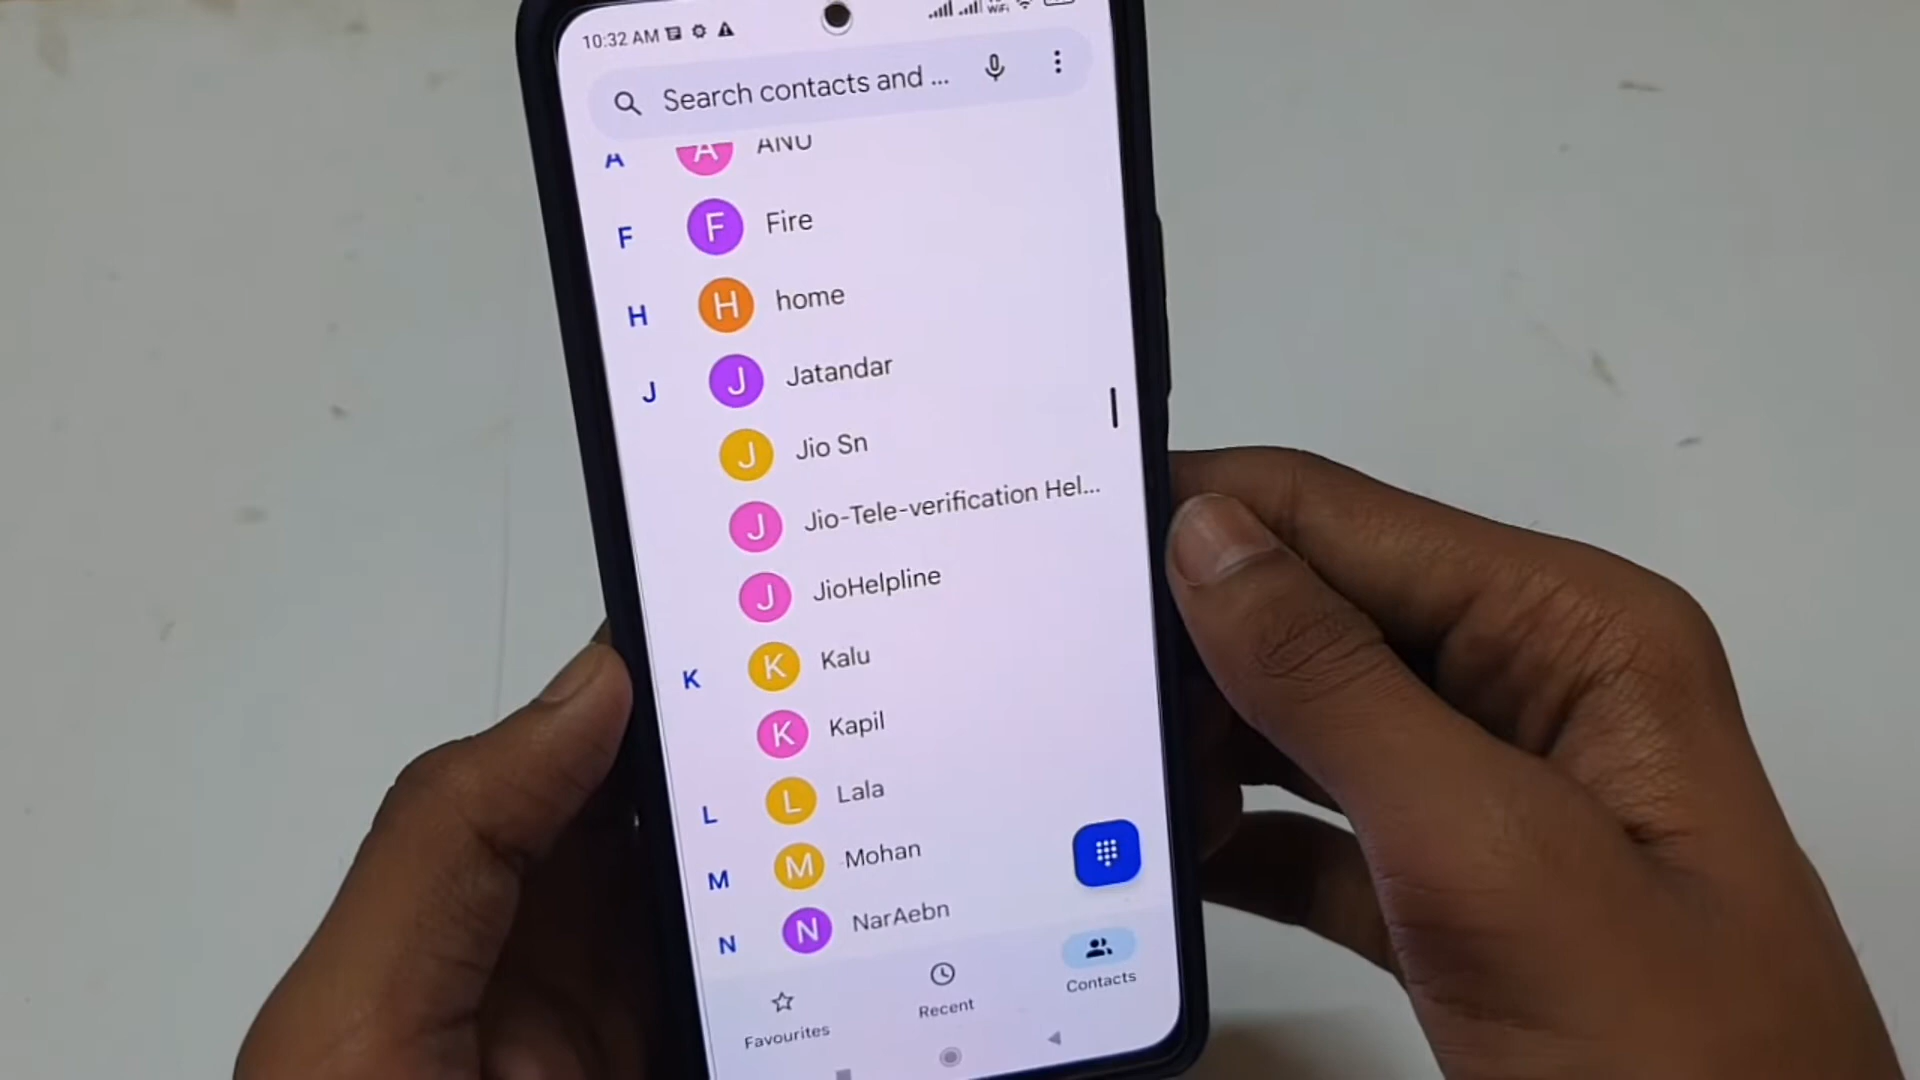 10:32 AM
WiFi
Search contacts and ...
A A ANU
F F Fire
H H home
J J Jatandar
J Jio Sn
J Jio-Tele-verification Hel...
J JioHelpline
K K Kalu
K Kapil
L L Lala
M M Mohan
N N NarAebn
Favourites Recent Contacts